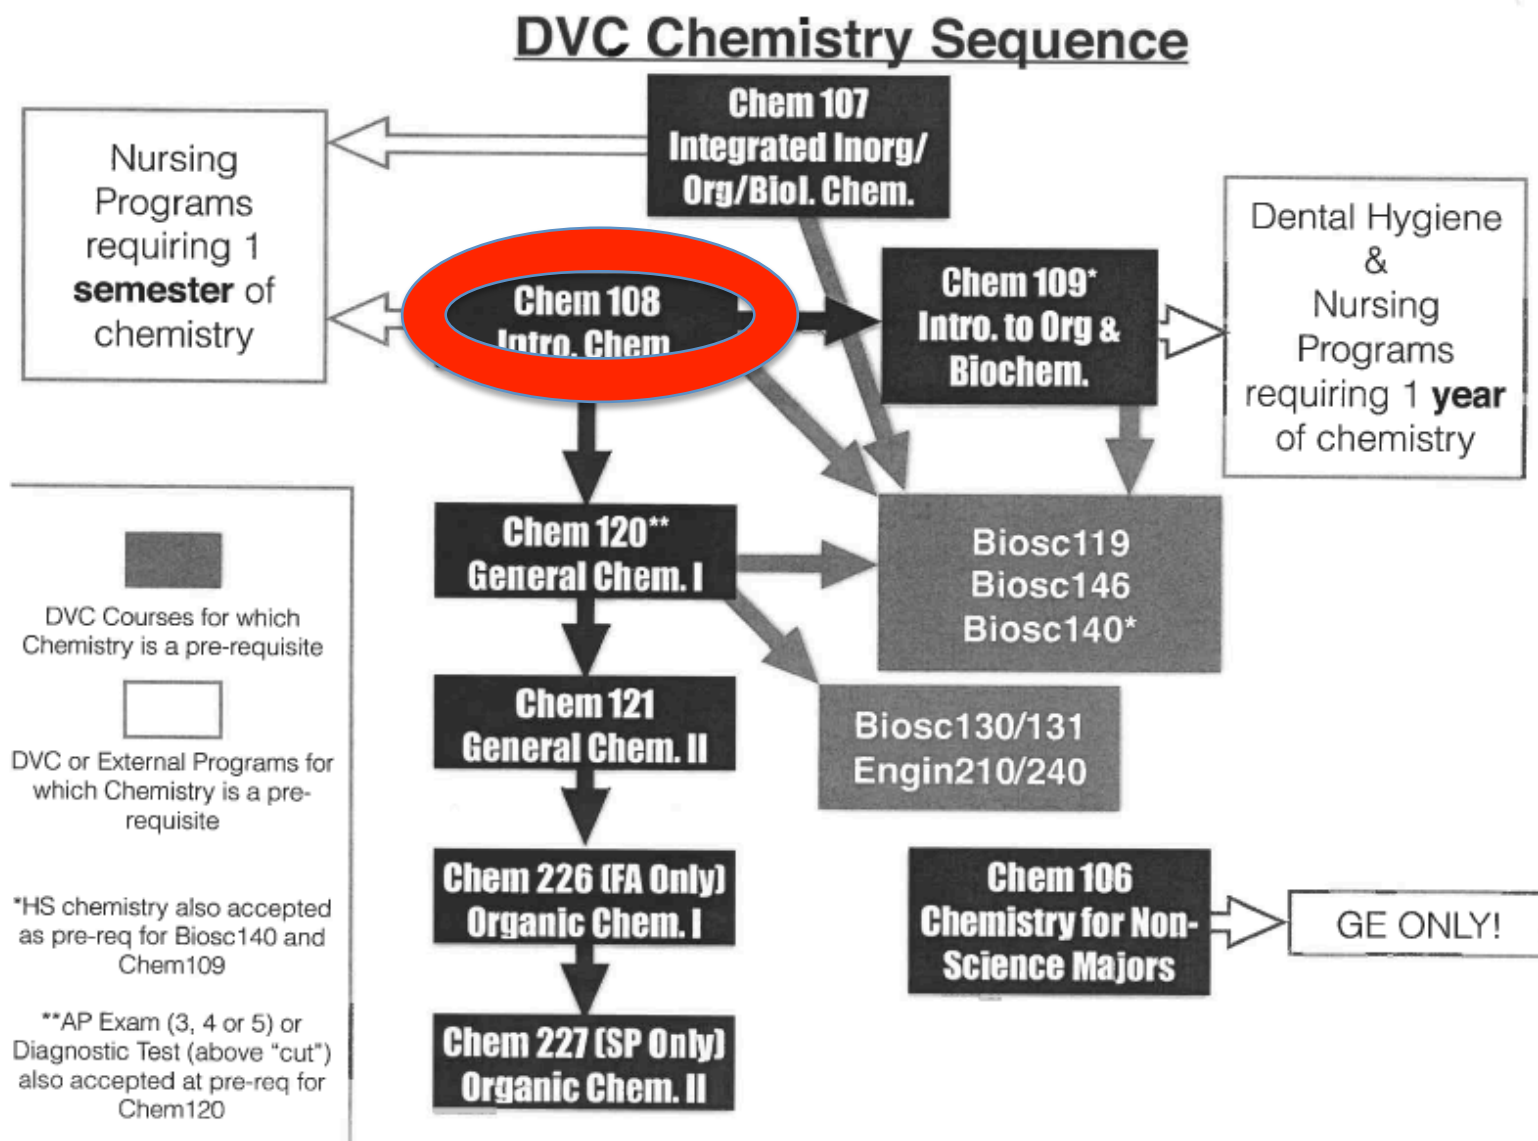 DVC Chemistry Sequence
Chem 107
Integrated Inorg/
Org/Biol. Chem.
Nursing
Programs
requiring 1
semester of
chemistry
Chem 108
Intro. Chem
Chem 109*
Intro. to Org &
Biochem.
Dental Hygiene
&
Nursing
Programs
requiring 1 year
of chemistry
Chem 120**
General Chem. I
Biosc119
Biosc146
Biosc140*
Chem 121
General Chem. II
Biosc130/131
Engin210/240
Chem 226 (FA Only)
Organic Chem. I
Chem 227 (SP Only)
Organic Chem. II
Chem 106
Chemistry for Non-
Science Majors
GE ONLY!
DVC Courses for which
Chemistry is a pre-requisite
DVC or External Programs for
which Chemistry is a pre-
requisite
*HS chemistry also accepted
as pre-req for Biosc140 and
Chem109
**AP Exam (3, 4 or 5) or
Diagnostic Test (above "cut")
also accepted at pre-req for
Chem120